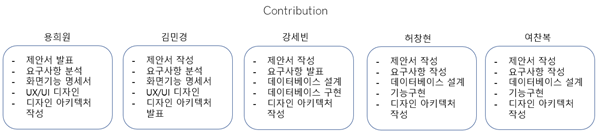 Contribution
용희원
- 제안서 발표
- 요구사항 분석
- 화면기능 명세서
- UX/UI 디자인
- 디자인 아키텍처
작성
김민경
- 제안서 작성
- 요구사항 분석
- 화면기능 명세서
- UX/UI 디자인
- 디자인 아키텍처
발표
강세빈
- 제안서 작성
- 요구사항 발표
- 데이터베이스 설계
- 데이터베이스 구현
- 디자인 아키텍처
작성
허창현
- 제안서 작성
- 요구사항 작성
- 데이터베이스 설계
- 기능구현
- 디자인 아키텍처
작성
여찬복
- 제안서 작성
- 요구사항 작성
- 데이터베이스 설계
- 기능구현
- 디자인 아키텍처
작성